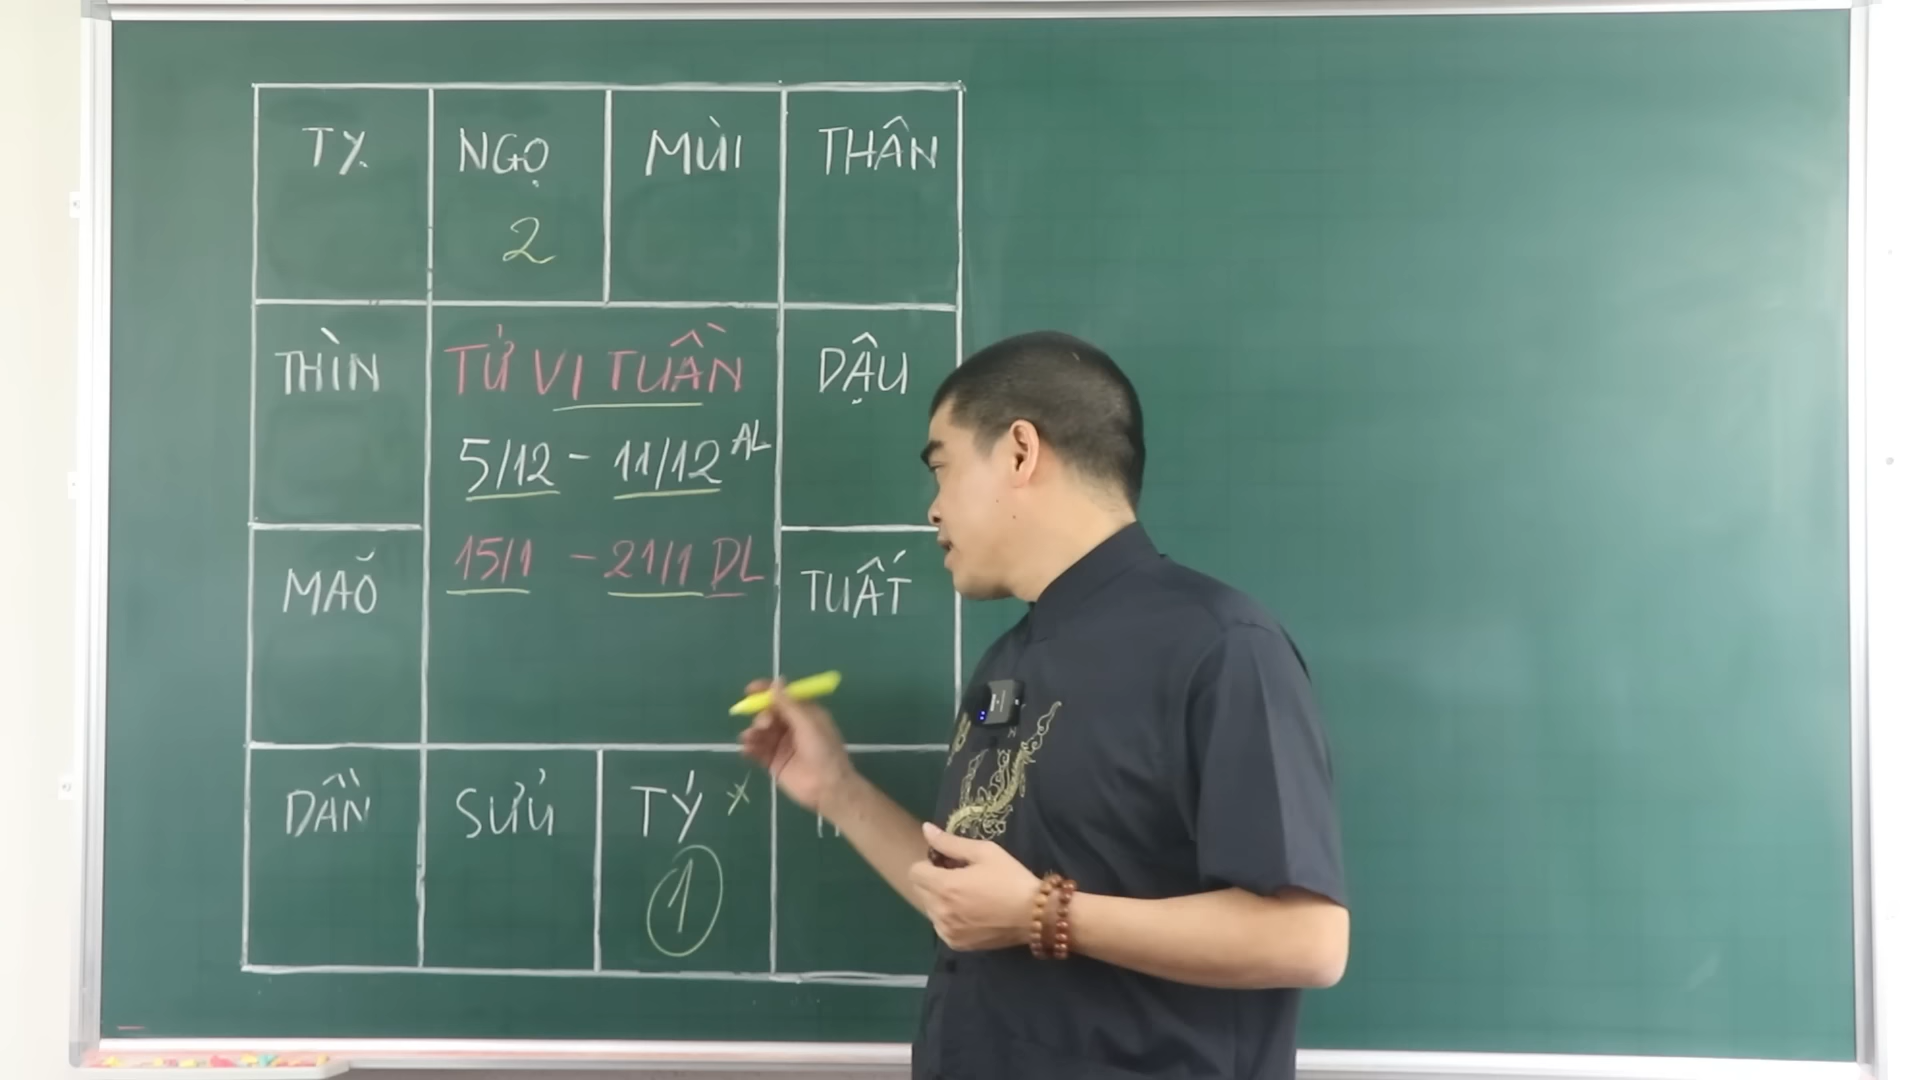 TỴ
NGỌ
2
MÙI
THÂN
THÌN
TỬ VI TUẦN
5/12 - 11/12 AL
15/1 - 21/1 DL
DẬU
MAÕ
TUẤT
DẦN
SỬU
TÝ x
1